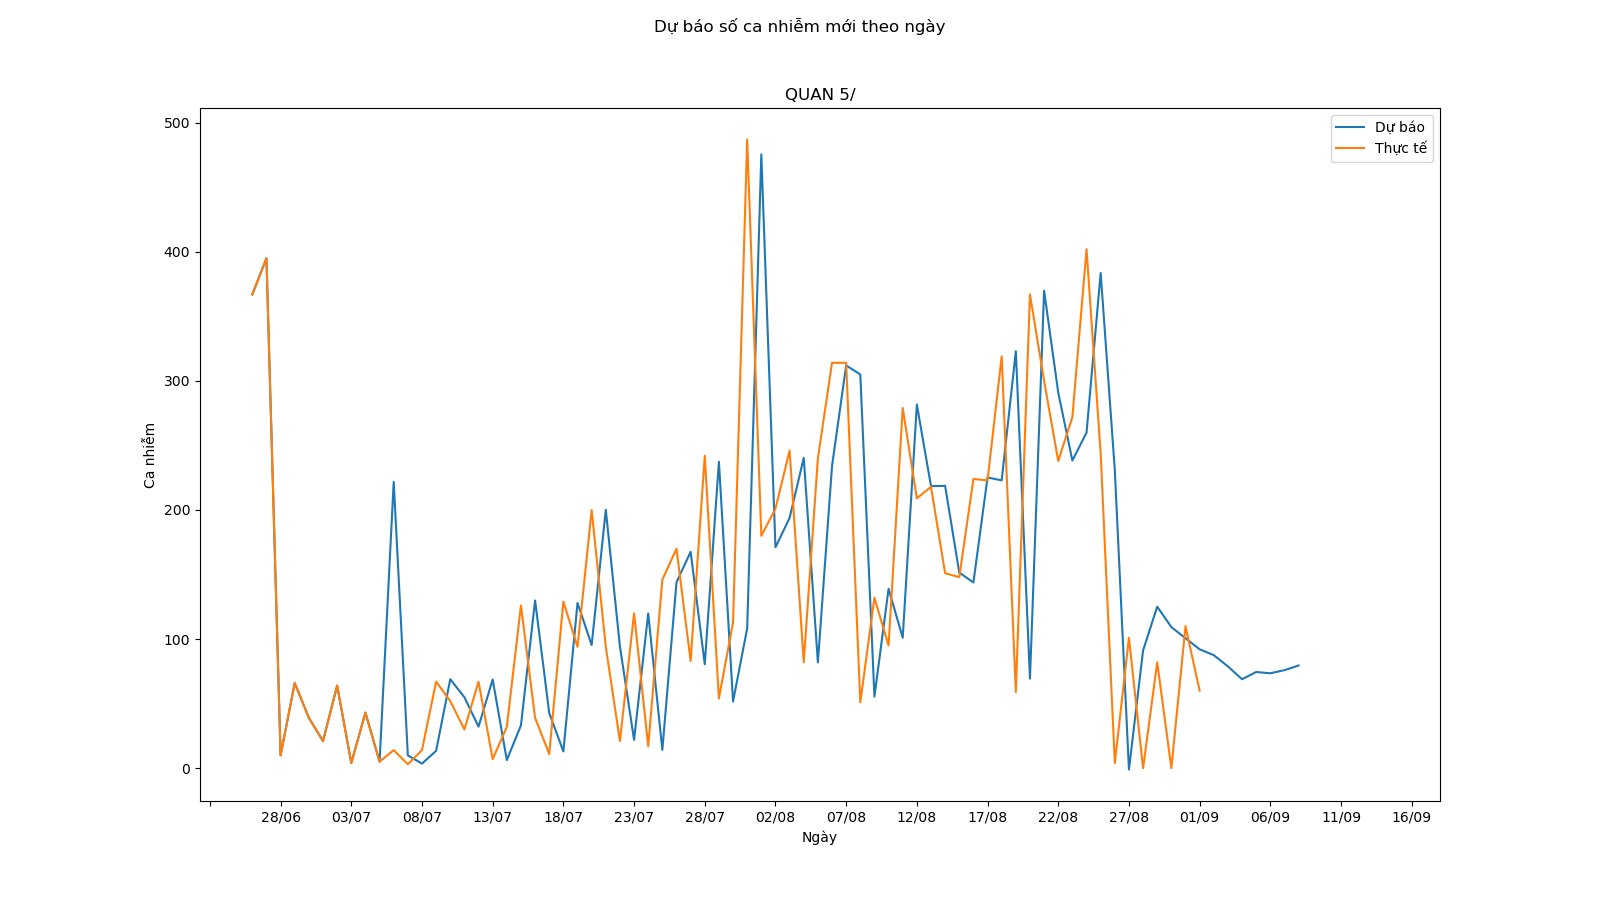 Dự báo số ca nhiễm mới theo ngày
QUAN 5/
Dự báo
Thực tế
500
400
300
200
100
0
Ca nhiễm
28/06 03/07 08/07 13/07 18/07 23/07 28/07 02/08 07/08 12/08 17/08 22/08 27/08 01/09 06/09 11/09 16/09
Ngày